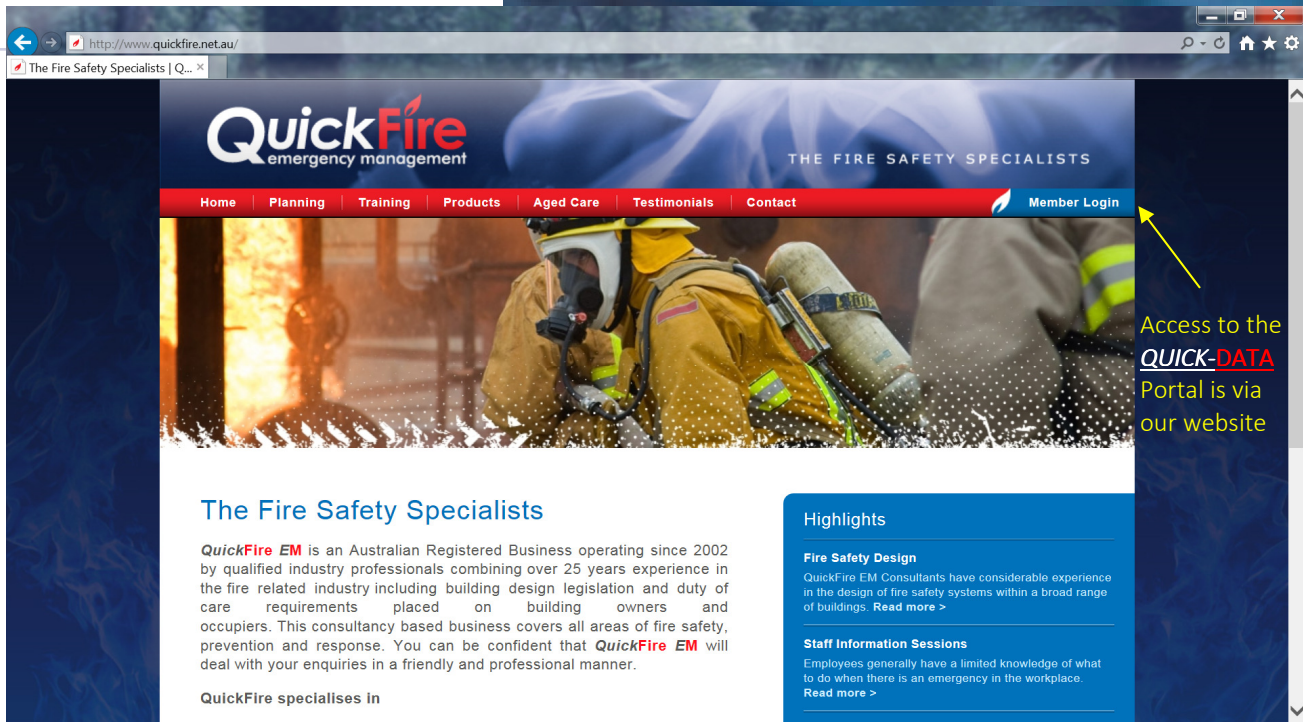 http://www.quickfire.net.au/
The Fire Safety Specialists | Q...
QuickFire
emergency management
THE FIRE SAFETY SPECIALISTS
Home Planning Training Products Aged Care Testimonials Contact Member Login
Access to the
QUICK-DATA
Portal is via
our website
The Fire Safety Specialists
QuickFire EM is an Australian Registered Business operating since 2002
by qualified industry professionals combining over 25 years experience in
the fire related industry including building design legislation and duty of
care requirements placed on building owners and
occupiers. This consultancy based business covers all areas of fire safety,
prevention and response. You can be confident that QuickFire EM will
deal with your enquiries in a friendly and professional manner.
QuickFire specialises in
Highlights
Fire Safety Design
QuickFire EM Consultants have considerable experience
in the design of fire safety systems within a broad range
of buildings. Read more >
Staff Information Sessions
Employees generally have a limited knowledge of what
to do when there is an emergency in the workplace.
Read more >